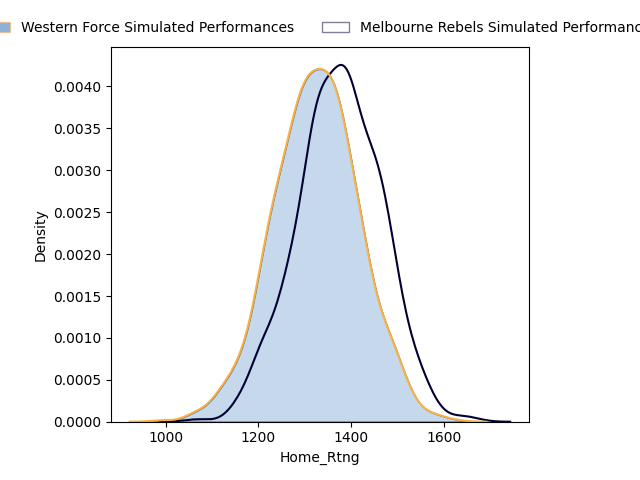 Western Force Simulated Performances
Melbourne Rebels Simulated
0.0040
0.0035
0.0030
0.0025
0.0020
0.0015
0.0010
0.0005
0.0000
Density
1000 1200 1400 1600
Home_Rtng